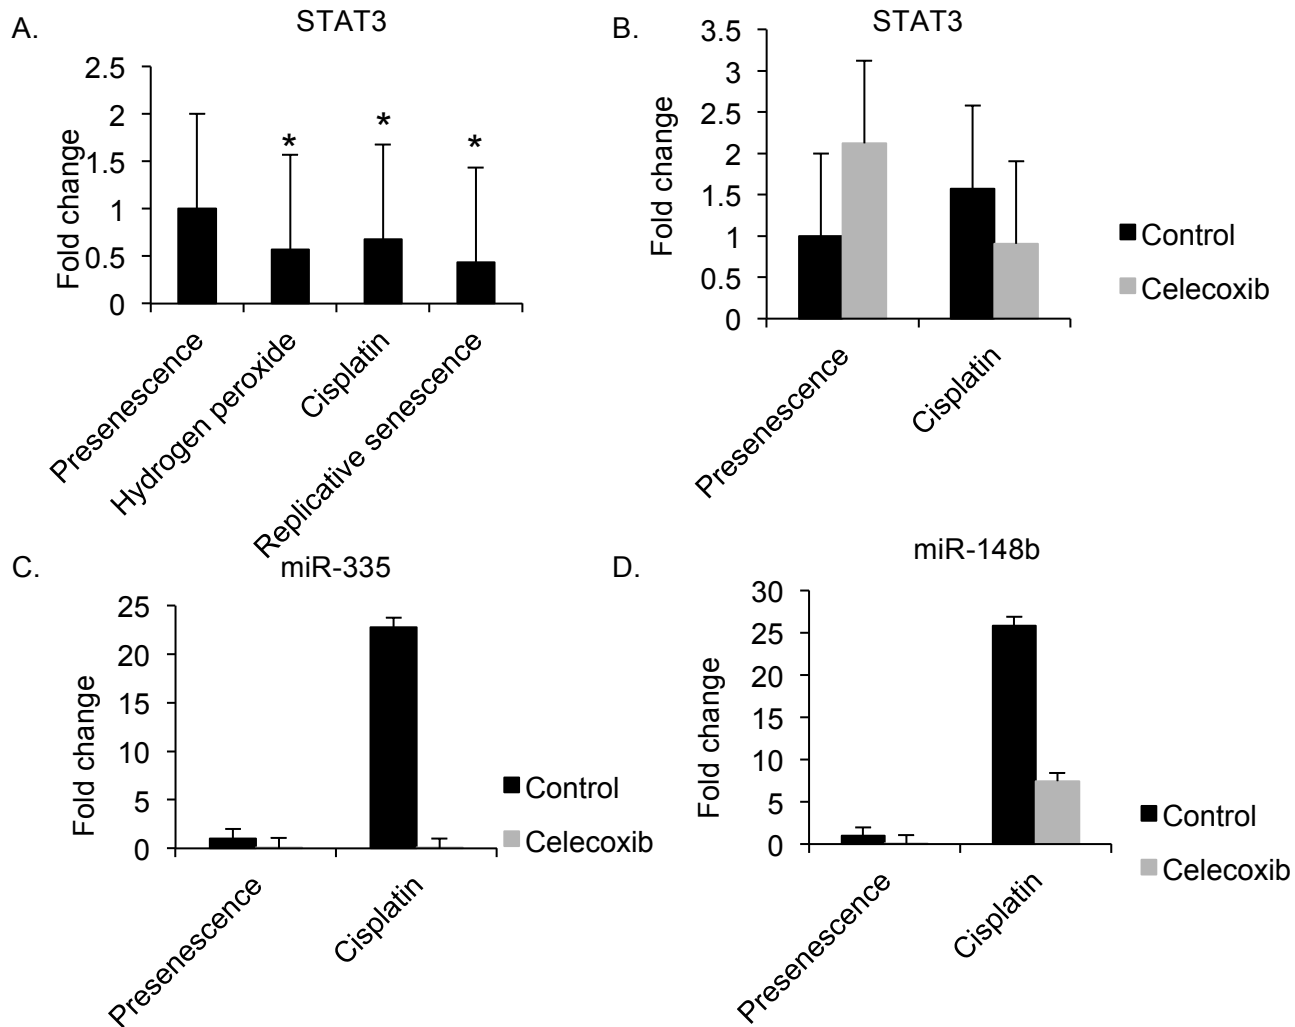 A.
STAT3
Fold change
2.5
2
1.5
1
0.5
0
*
*
*
Presenescence
Hydrogen peroxide
Cisplatin
Replicative senescence
B.
STAT3
Fold change
3.5
3
2.5
2
1.5
1
0.5
0
Presenescence
Cisplatin
Control
Celecoxib
C.
miR-335
Fold change
25
20
15
10
5
0
Presenescence
Cisplatin
Control
Celecoxib
D.
miR-148b
Fold change
30
25
20
15
10
5
0
Presenescence
Cisplatin
Control
Celecoxib